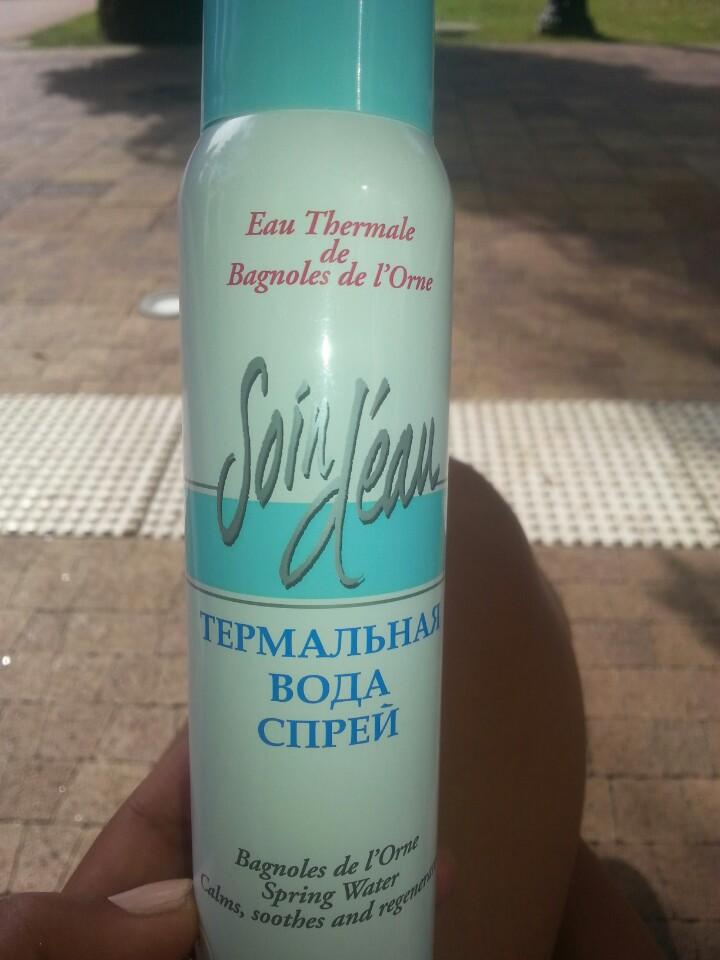 Eau Thermale
de
Bagnoles de l'Orne
Soin d'eau
ТЕРМАЛЬНАЯ
ВОДА
СПРЕЙ
Bagnoles de l'Orne
Spring Water
Calms, soothes and